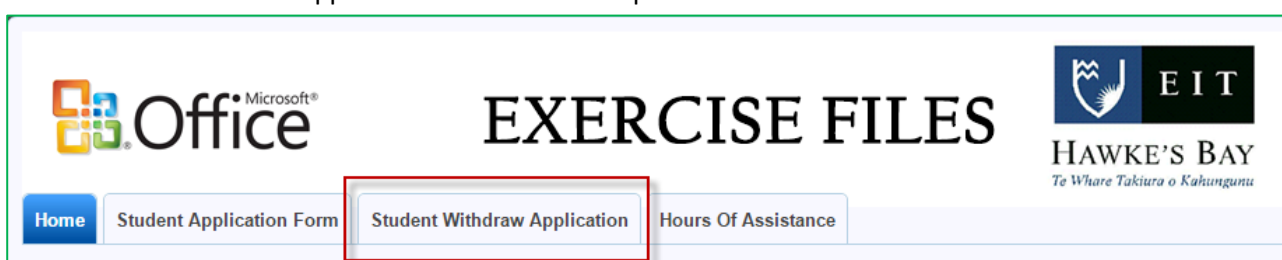 Microsoft®
Office
EXERCISE FILES
EIT
HAWKE'S BAY
Te Whare Takiura o Kahungunu
Home
Student Application Form
Student Withdraw Application
Hours Of Assistance